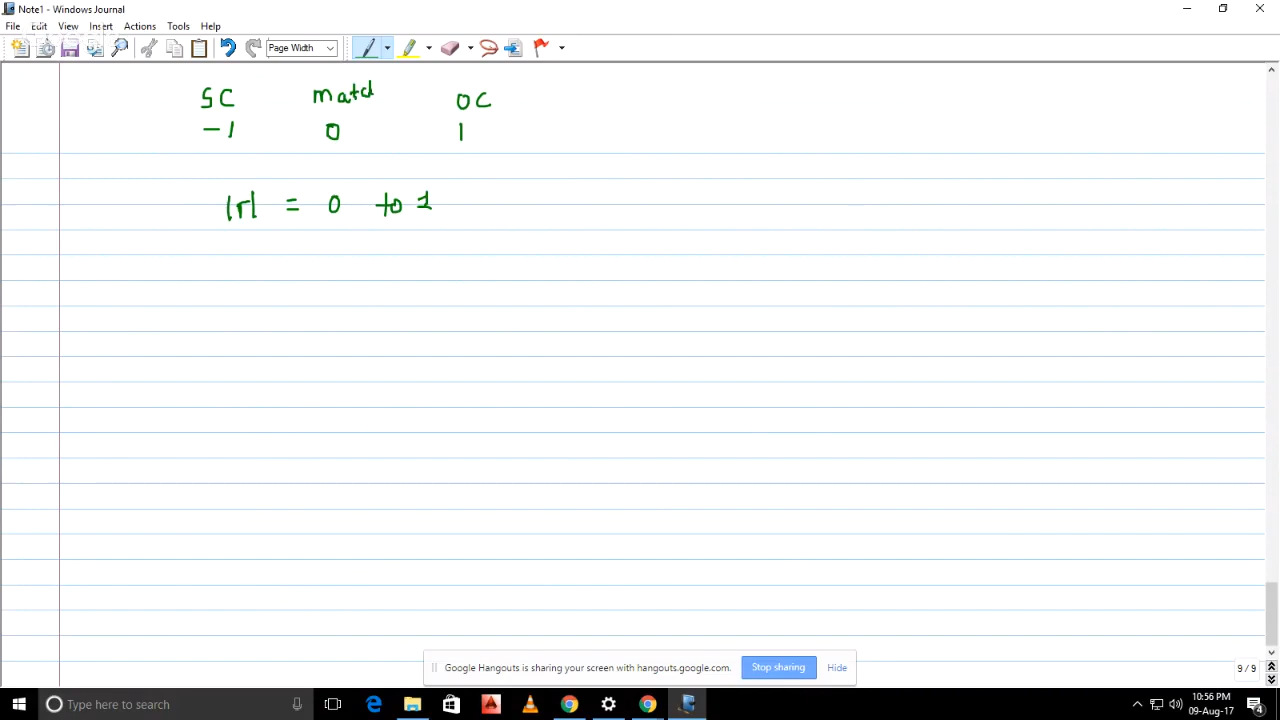 Note1 - Windows Journal
File Edit View Insert Actions Tools Help
Page Width
SC match OC
-1 0 1
|Γ| = 0 to 1
Google Hangouts is sharing your screen with hangouts.google.com. Stop sharing Hide
9 / 9
Type here to search
10:56 PM
09-Aug-17
4